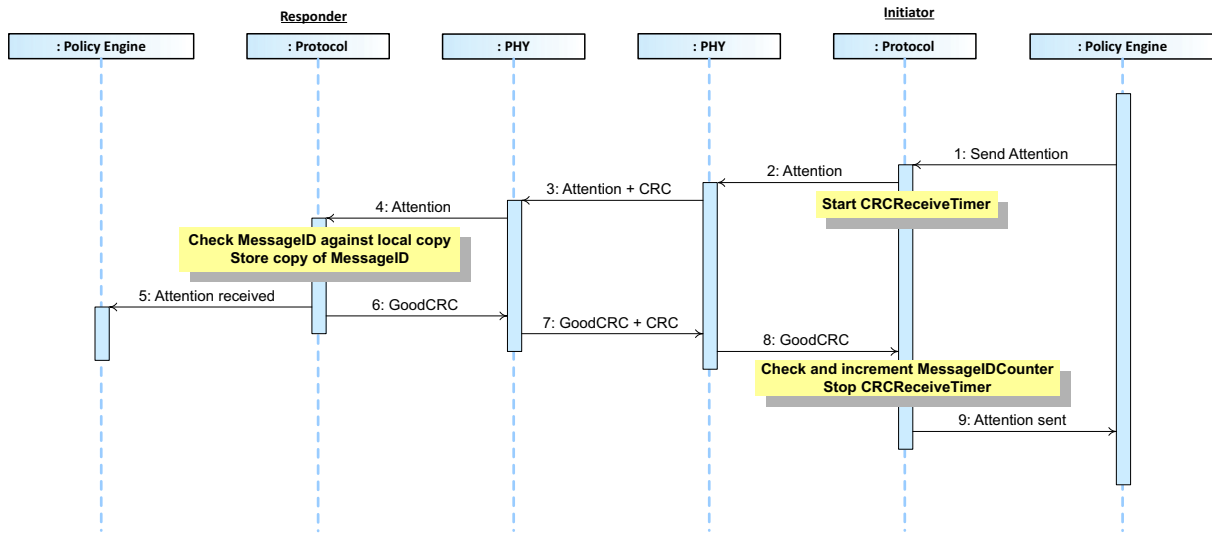 Responder
Initiator
: Policy Engine
: Protocol
: PHY
: PHY
: Protocol
: Policy Engine
1: Send Attention
2: Attention
3: Attention + CRC
Start CRCReceiveTimer
4: Attention
Check MessageID against local copy
Store copy of MessageID
5: Attention received
6: GoodCRC
7: GoodCRC + CRC
8: GoodCRC
Check and increment MessageIDCounter
Stop CRCReceiveTimer
9: Attention sent